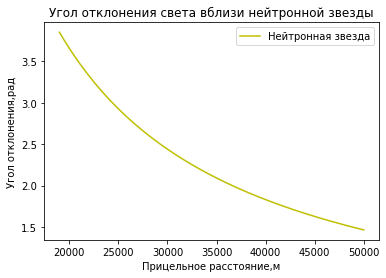 Угол отклонения света вблизи нейтронной звезды
Нейтронная звезда
3.5
3.0
2.5
2.0
1.5
Угол отклонения,рад
20000 25000 30000 35000 40000 45000 50000
Прицельное расстояние,м